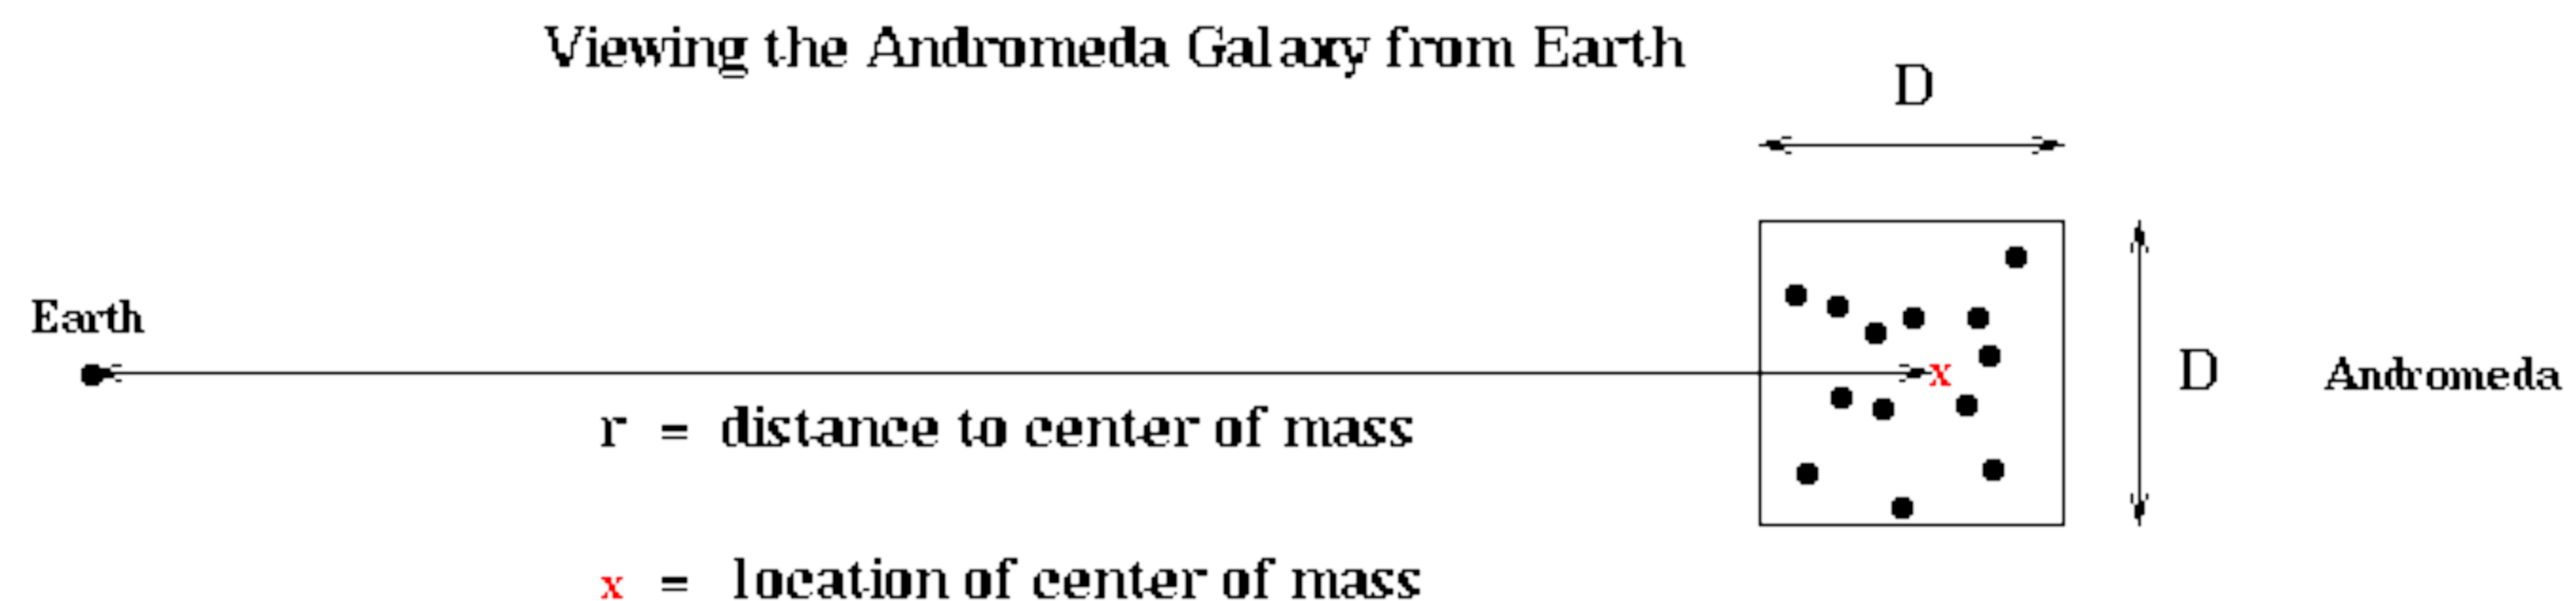 Viewing the Andromeda Galaxy from Earth
D
Earth
x
D
Andromeda
r = distance to center of mass
x = location of center of mass